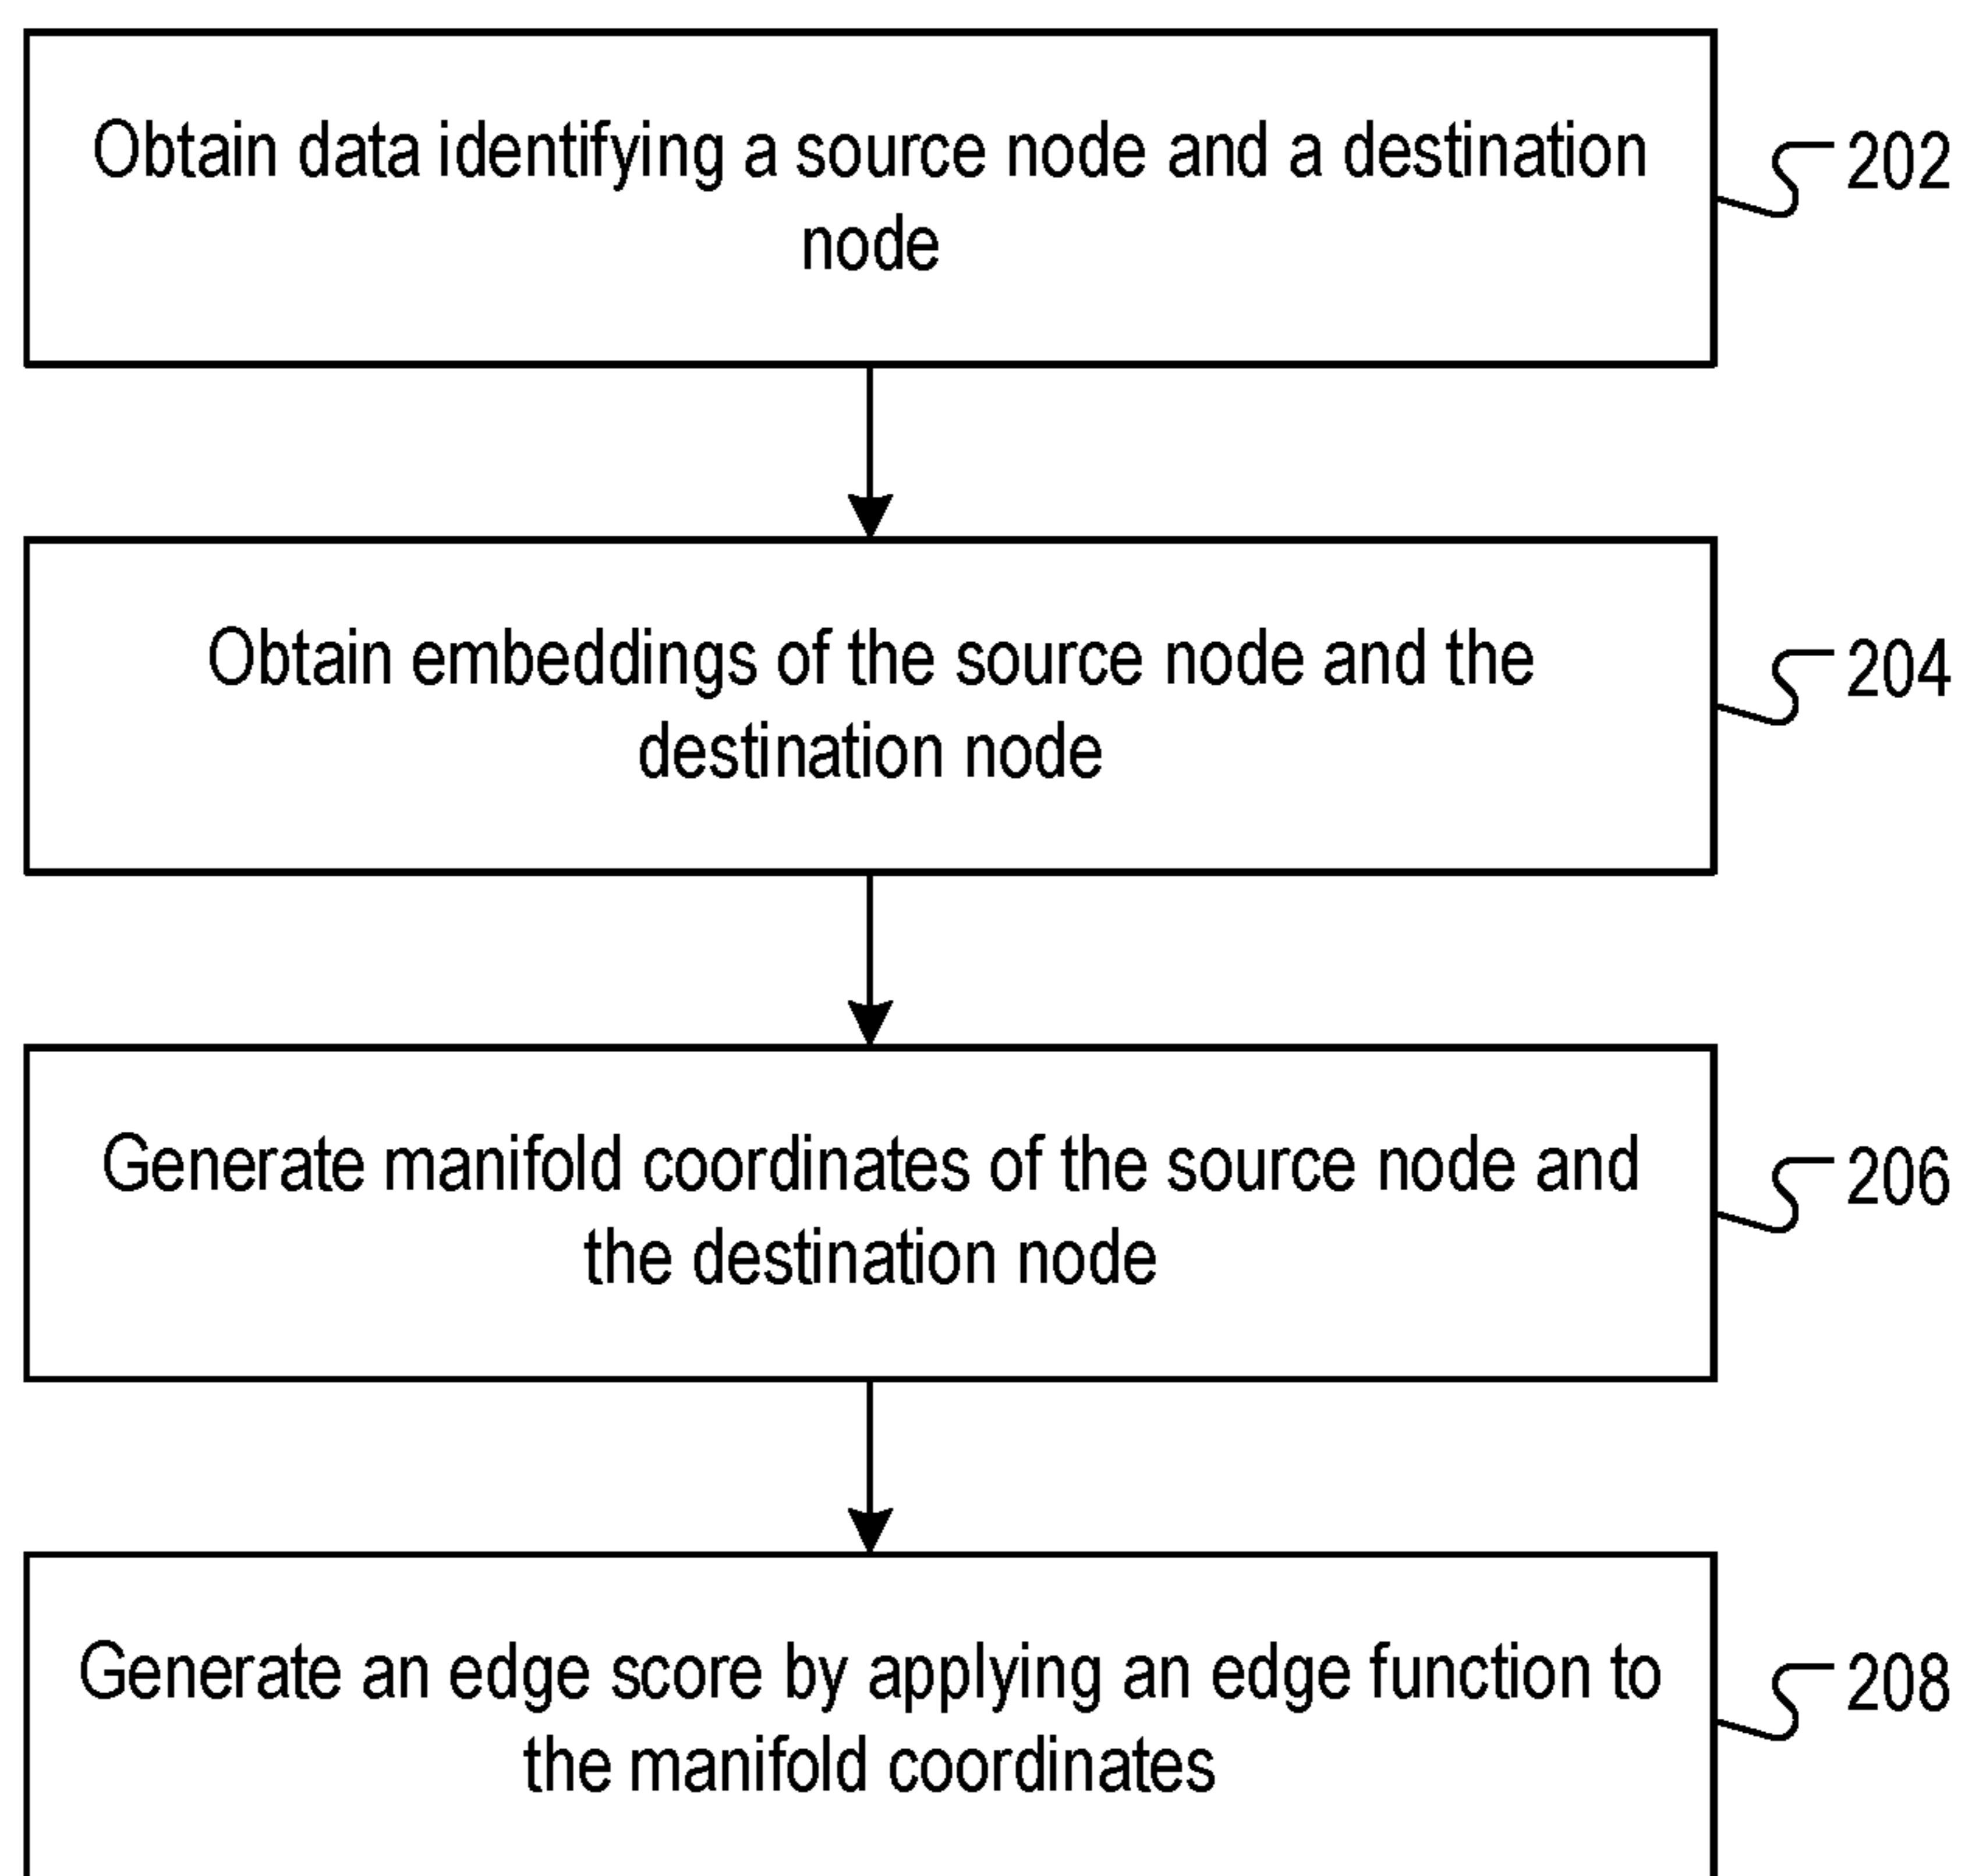 Obtain data identifying a source node and a destination
node
202
Obtain embeddings of the source node and the
destination node
204
Generate manifold coordinates of the source node and
the destination node
206
Generate an edge score by applying an edge function to
the manifold coordinates
208